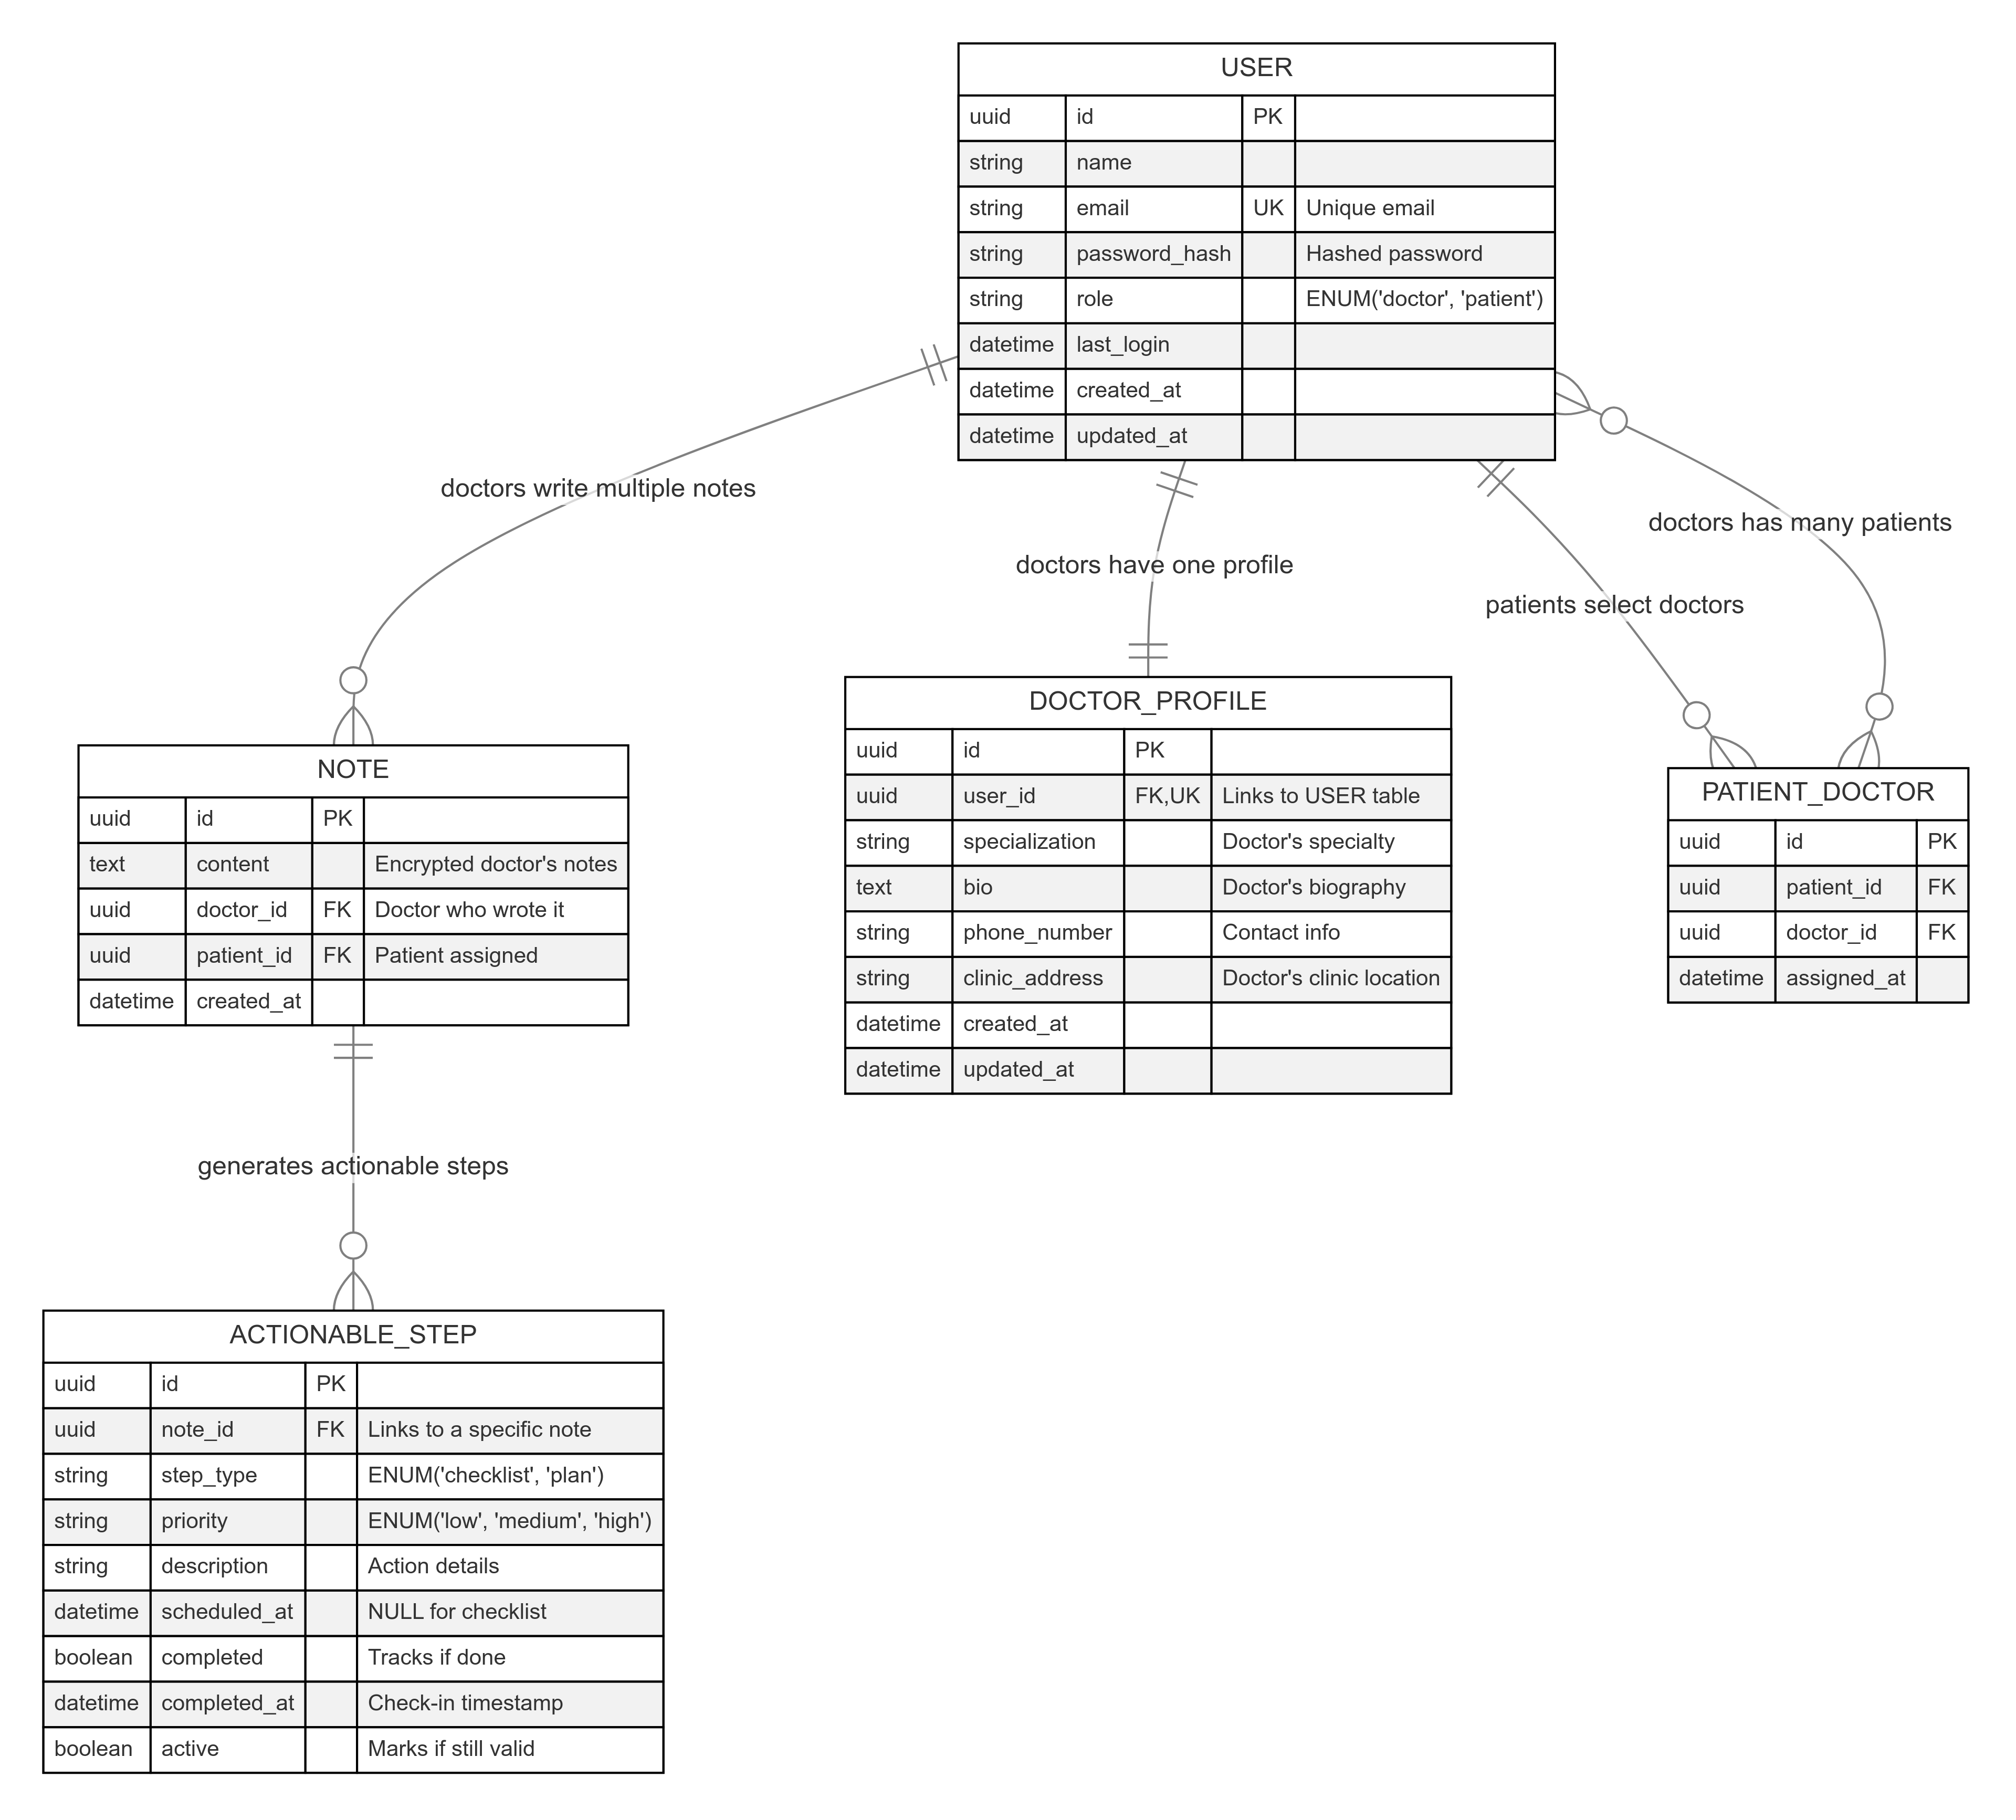 USER
uuid id PK
string name
string email UK Unique email
string password_hash Hashed password
string role ENUM('doctor', 'patient')
datetime last_login
datetime created_at
datetime updated_at
doctors write multiple notes
doctors have one profile
patients select doctors
doctors has many patients
NOTE
uuid id PK
text content Encrypted doctor's notes
uuid doctor_id FK Doctor who wrote it
uuid patient_id FK Patient assigned
datetime created_at
DOCTOR_PROFILE
uuid id PK
uuid user_id FK,UK Links to USER table
string specialization Doctor's specialty
text bio Doctor's biography
string phone_number Contact info
string clinic_address Doctor's clinic location
datetime created_at
datetime updated_at
PATIENT_DOCTOR
uuid id PK
uuid patient_id FK
uuid doctor_id FK
datetime assigned_at
generates actionable steps
ACTIONABLE_STEP
uuid id PK
uuid note_id FK Links to a specific note
string step_type ENUM('checklist', 'plan')
string priority ENUM('low', 'medium', 'high')
string description Action details
datetime scheduled_at NULL for checklist
boolean completed Tracks if done
datetime completed_at Check-in timestamp
boolean active Marks if still valid